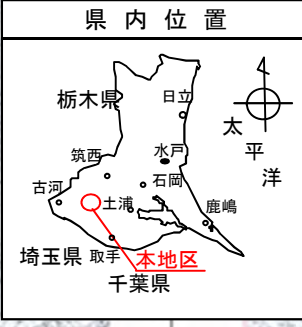 県内位置
栃木県
日立
太平洋
筑西
水戸
石岡
古河
土浦
鹿嶋
埼玉県
取手
本地区
千葉県